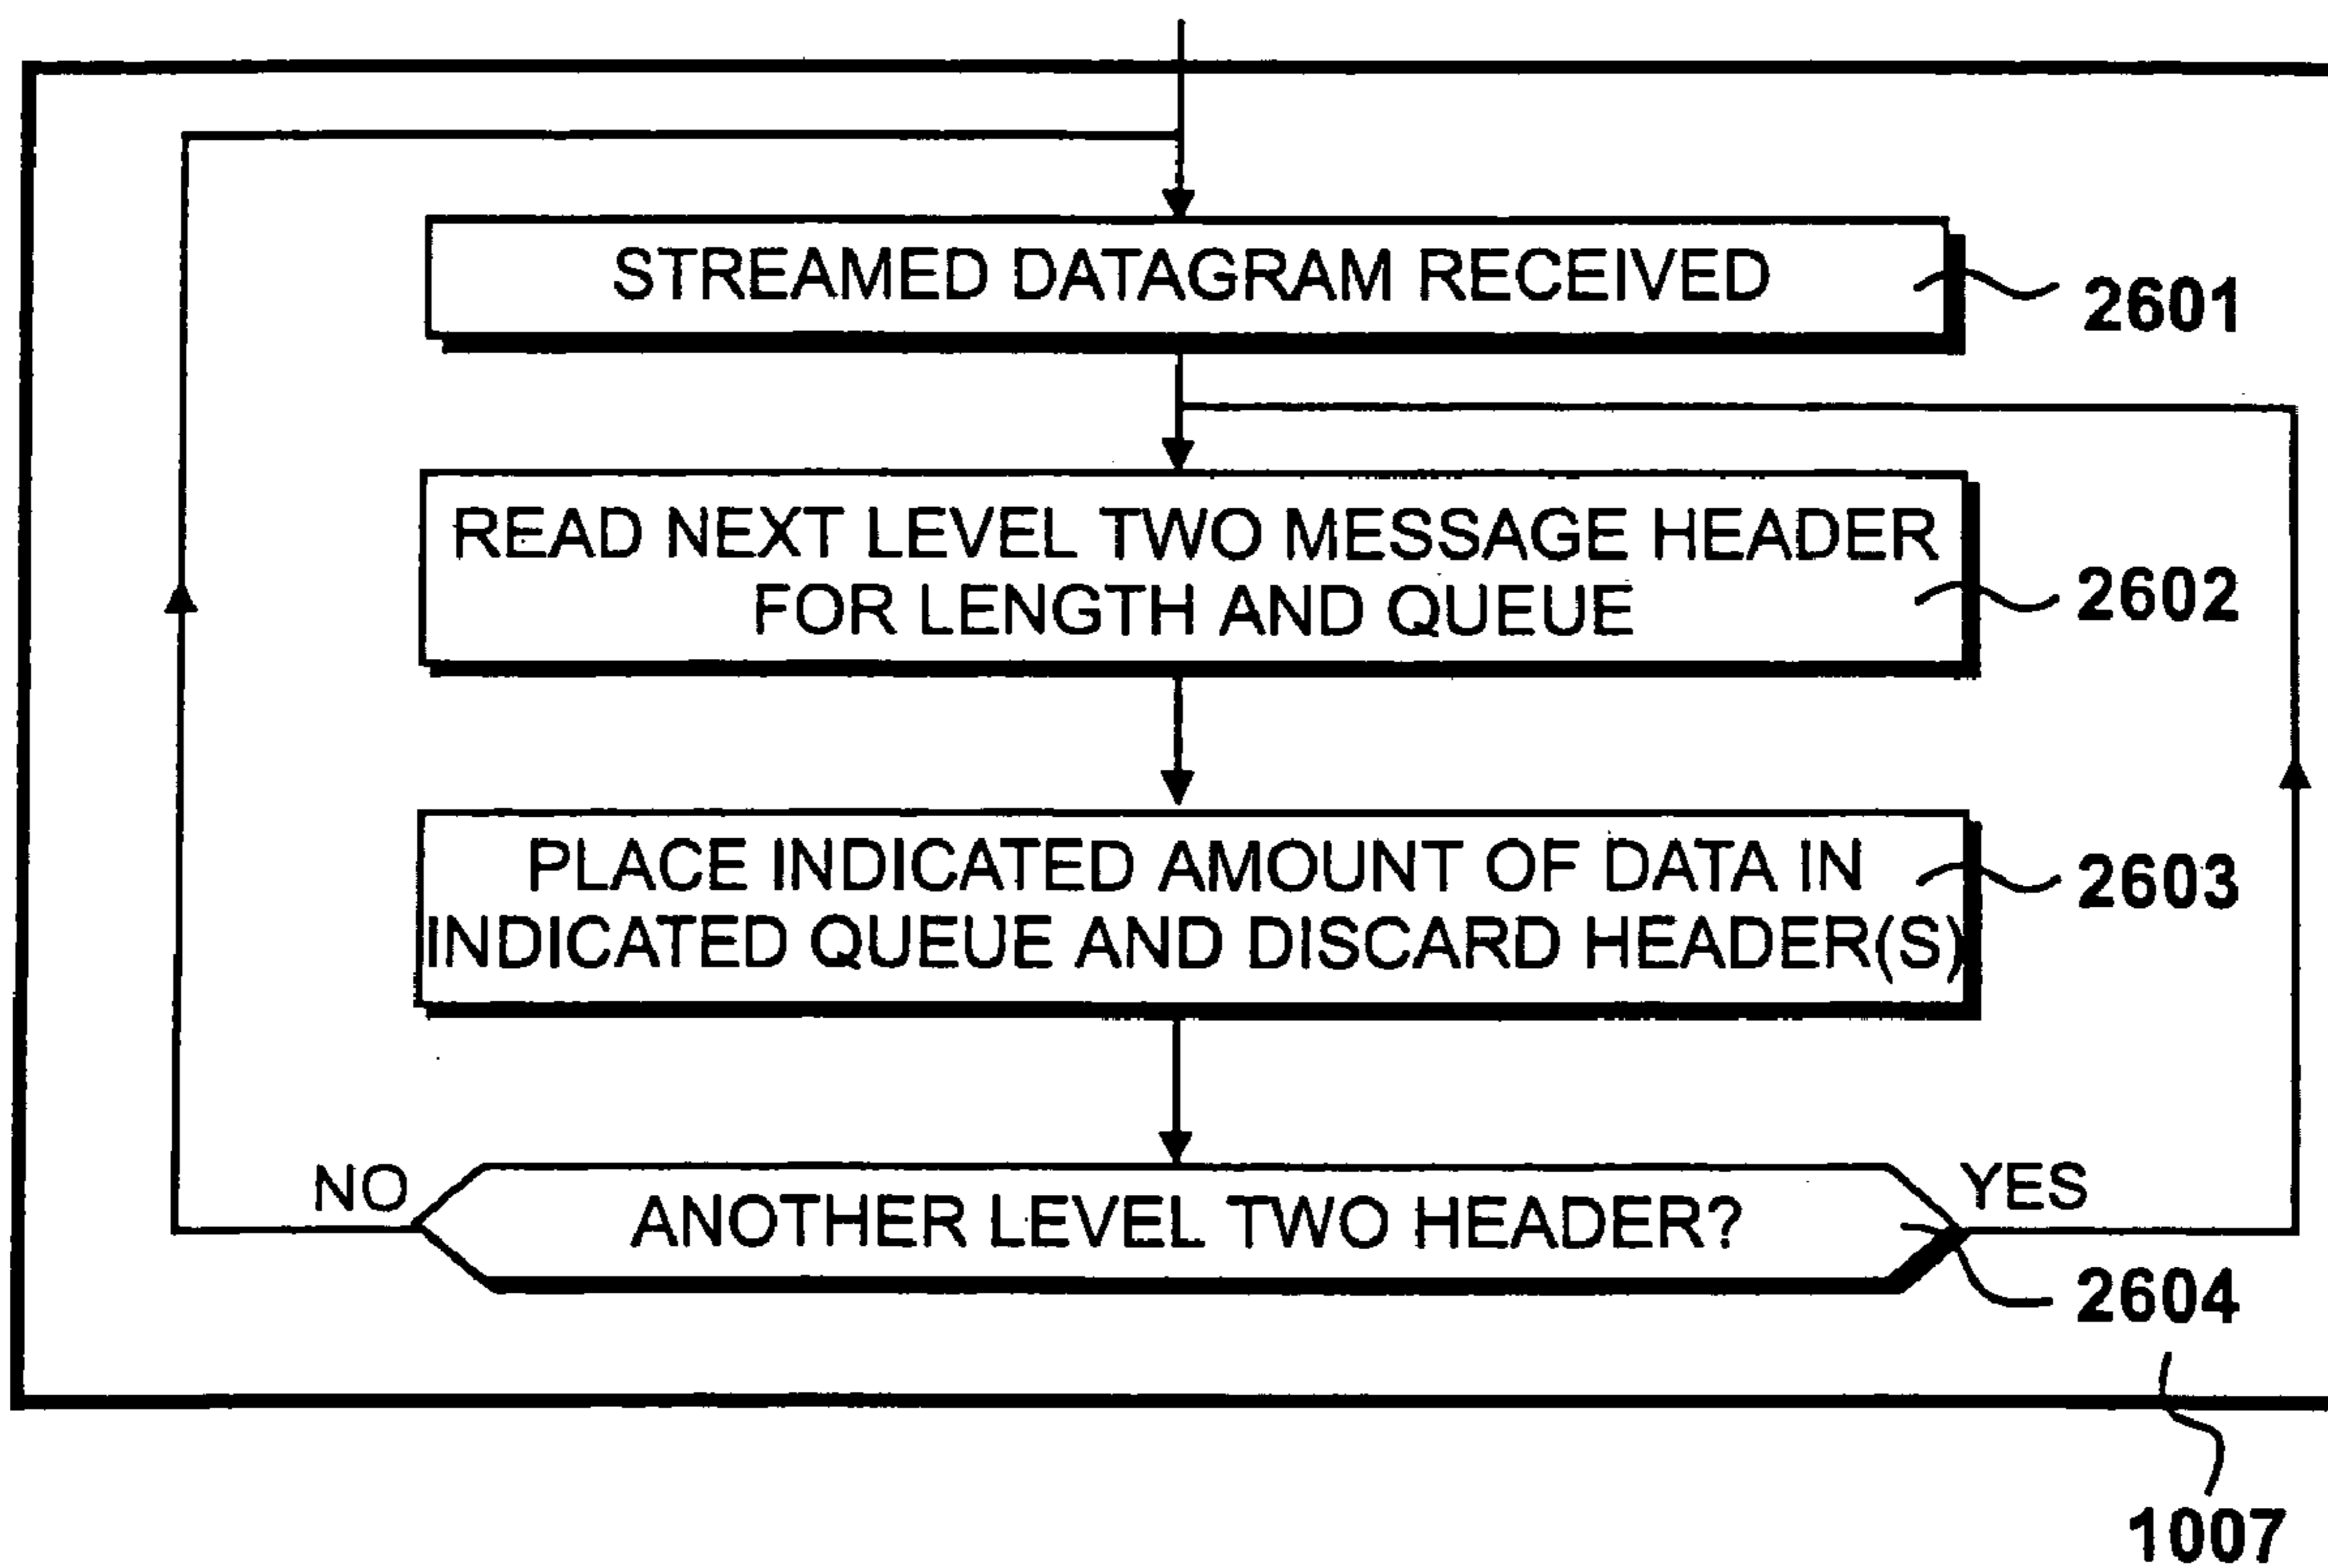 STREAMED DATAGRAM RECEIVED
2601
READ NEXT LEVEL TWO MESSAGE HEADER
FOR LENGTH AND QUEUE
2602
PLACE INDICATED AMOUNT OF DATA IN
INDICATED QUEUE AND DISCARD HEADER(S)
2603
NO
ANOTHER LEVEL TWO HEADER?
YES
2604
1007